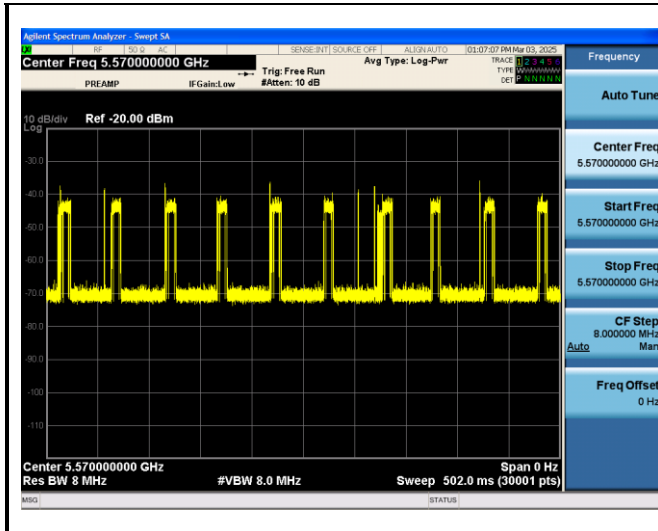 Agilent Spectrum Analyzer - Swept SA
RF 50 Ω AC SENSE:INT SOURCE OFF ALIGN AUTO 01:07:07 PM Mar 03, 2025
Center Freq 5.570000000 GHz Avg Type: Log-Pwr TRACE 1 2 3 4 5 6
Trig: Free Run TYPE
PREAMP IFGain:Low #Atten: 10 dB DET P N N N N N
10 dB/div Ref -20.00 dBm
Log
-30.0
-40.0
-50.0
-60.0
-70.0
-80.0
-90.0
-100
-110
Center 5.570000000 GHz Span 0 Hz
Res BW 8 MHz #VBW 8.0 MHz Sweep 502.0 ms (30001 pts)
MSG STATUS
Frequency
Auto Tune
Center Freq
5.570000000 GHz
Start Freq
5.570000000 GHz
Stop Freq
5.570000000 GHz
CF Step
8.000000 MHz
Auto Man
Freq Offset
0 Hz